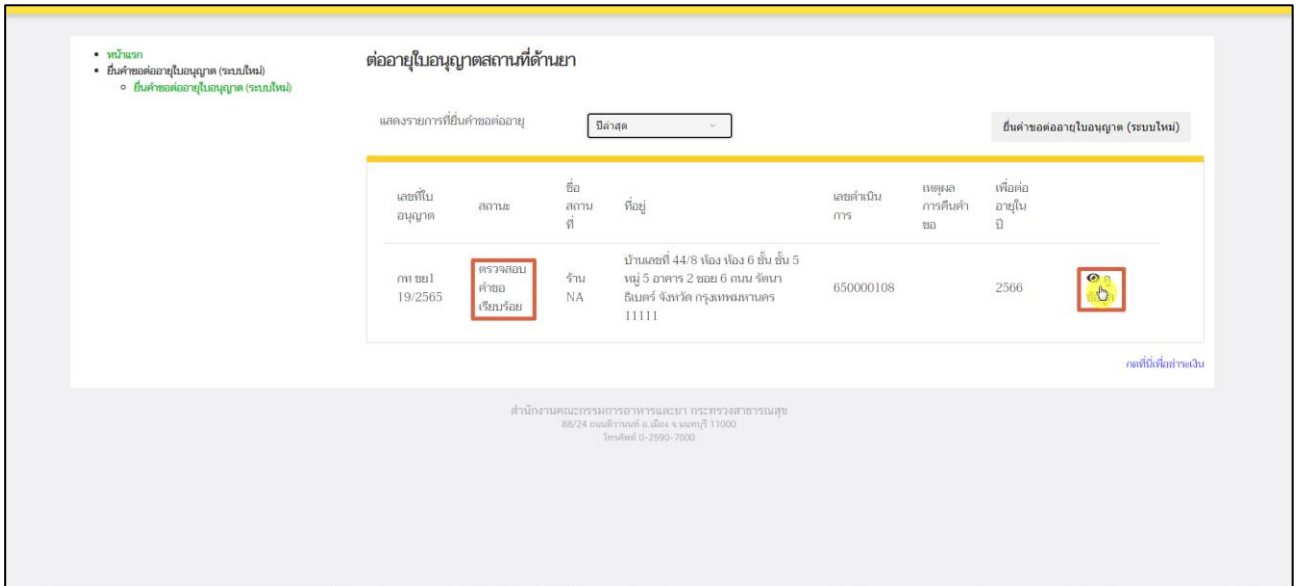 หน้าแรก
ยื่นคำขอต่ออายุใบอนุญาต (ระบบใหม่)
ยื่นคำขอต่ออายุใบอนุญาต (ระบบใหม่)
ต่ออายุใบอนุญาตสถานที่ด้านยา
แสดงรายการที่ยื่นคำขอต่ออายุ
ปีล่าสุด
ยื่นคำขอต่ออายุใบอนุญาต (ระบบใหม่)
เลขที่ใบ
อนุญาต
สถานะ
ชื่อ
สถาน
ที่
ที่อยู่
เลขดำเนิน
การ
เหตุผล
การคืนคำ
ขอ
เพื่อต่อ
อายุใน
ปี
กท ขย1
19/2565
ตรวจสอบ
คำขอ
เรียบร้อย
ร้าน
NA
บ้านเลขที่ 44/8 ห้อง ห้อง 6 ชั้น ชั้น 5
หมู่ 5 อาคาร 2 ซอย 6 ถนน รัตนา
ธิเบศร์ จังหวัด กรุงเทพมหานคร
11111
650000108
2566
ดู
ข้อมูล
กดที่นี่เพื่อชำระเงิน
สำนักงานคณะกรรมการอาหารและยา กระทรวงสาธารณสุข
88/24 ถนนติวานนท์ อ.เมือง จ.นนทบุรี 11000
โทรศัพท์ 0-2590-7000